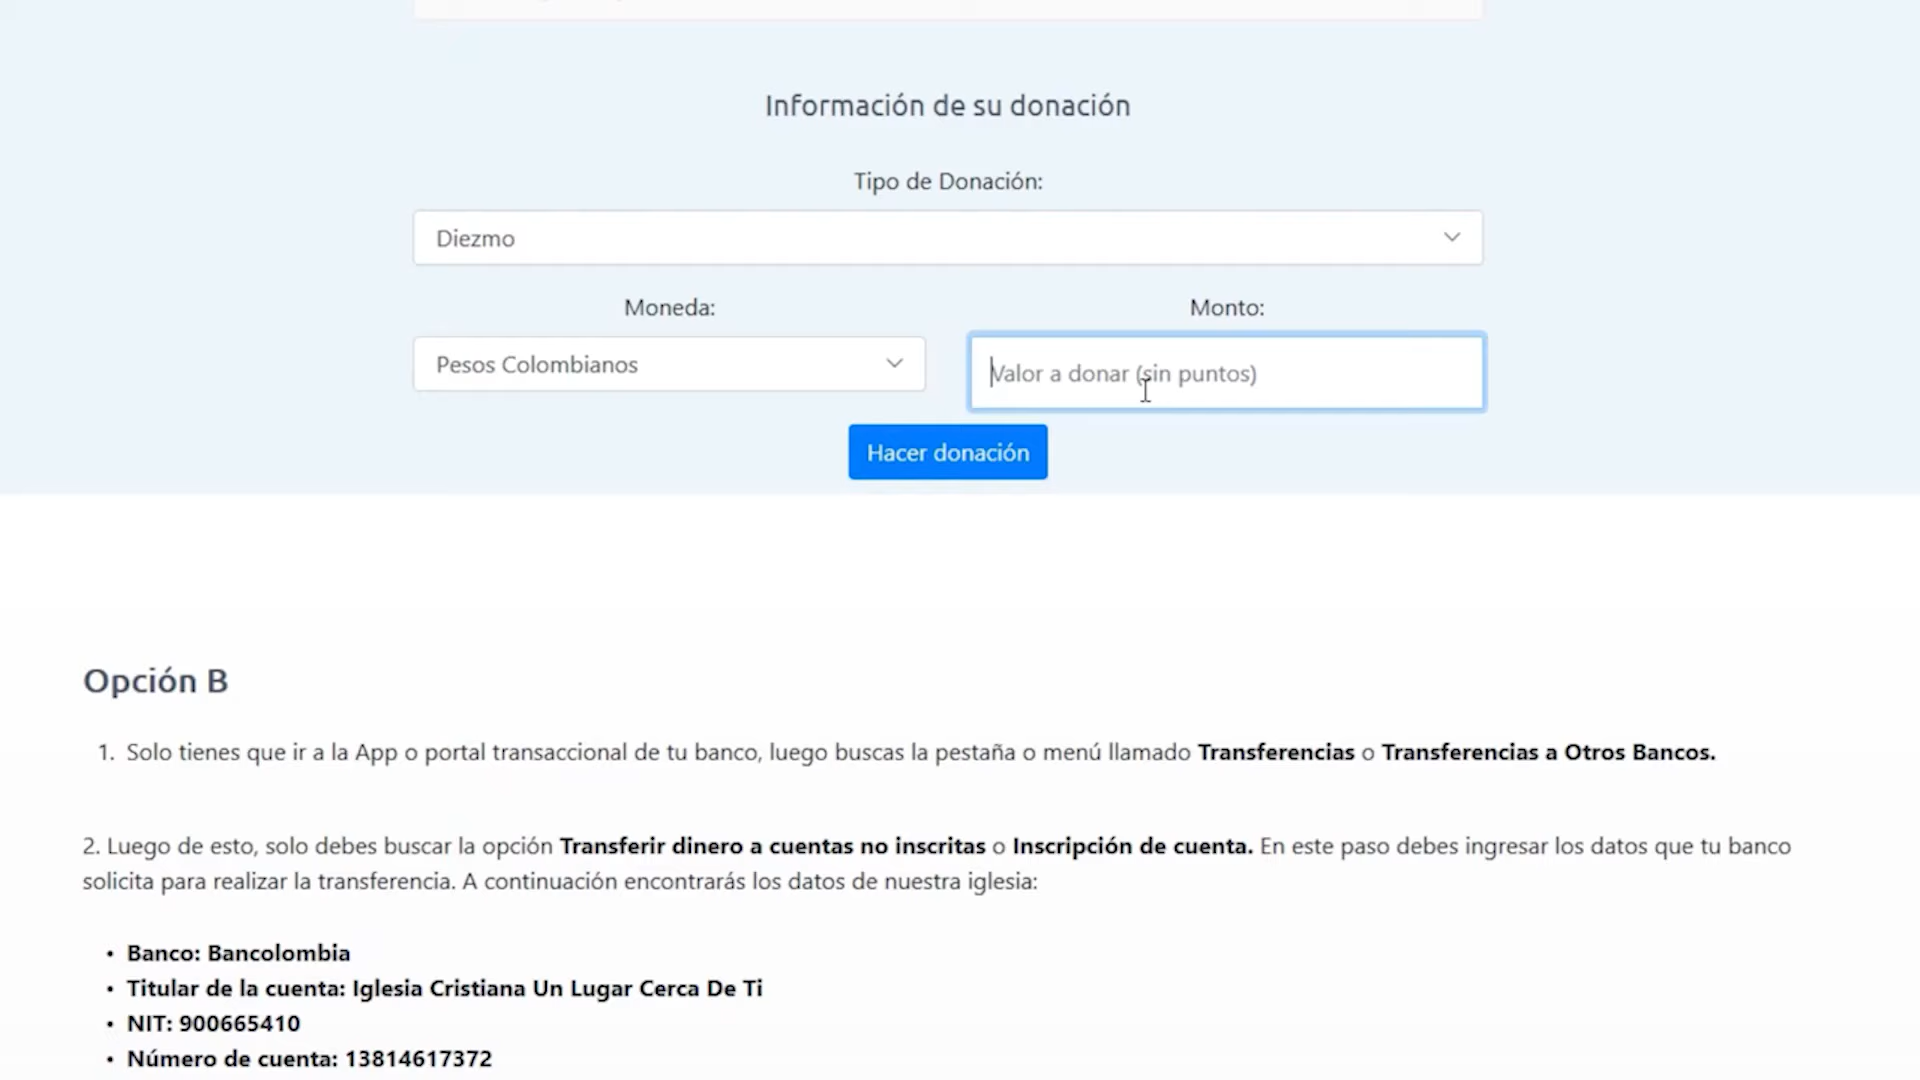 Información de su donación
Tipo de Donación:
Diezmo
Moneda:
Monto:
Pesos Colombianos
Valor a donar (sin puntos)
Hacer donación
Opción B
1. Solo tienes que ir a la App o portal transaccional de tu banco, luego buscas la pestaña o menú llamado Transferencias o Transferencias a Otros Bancos.
2. Luego de esto, solo debes buscar la opción Transferir dinero a cuentas no inscritas o Inscripción de cuenta. En este paso debes ingresar los datos que tu banco
solicita para realizar la transferencia. A continuación encontrarás los datos de nuestra iglesia:
• Banco: Bancolombia
• Titular de la cuenta: Iglesia Cristiana Un Lugar Cerca De Ti
• NIT: 900665410
• Número de cuenta: 13814617372